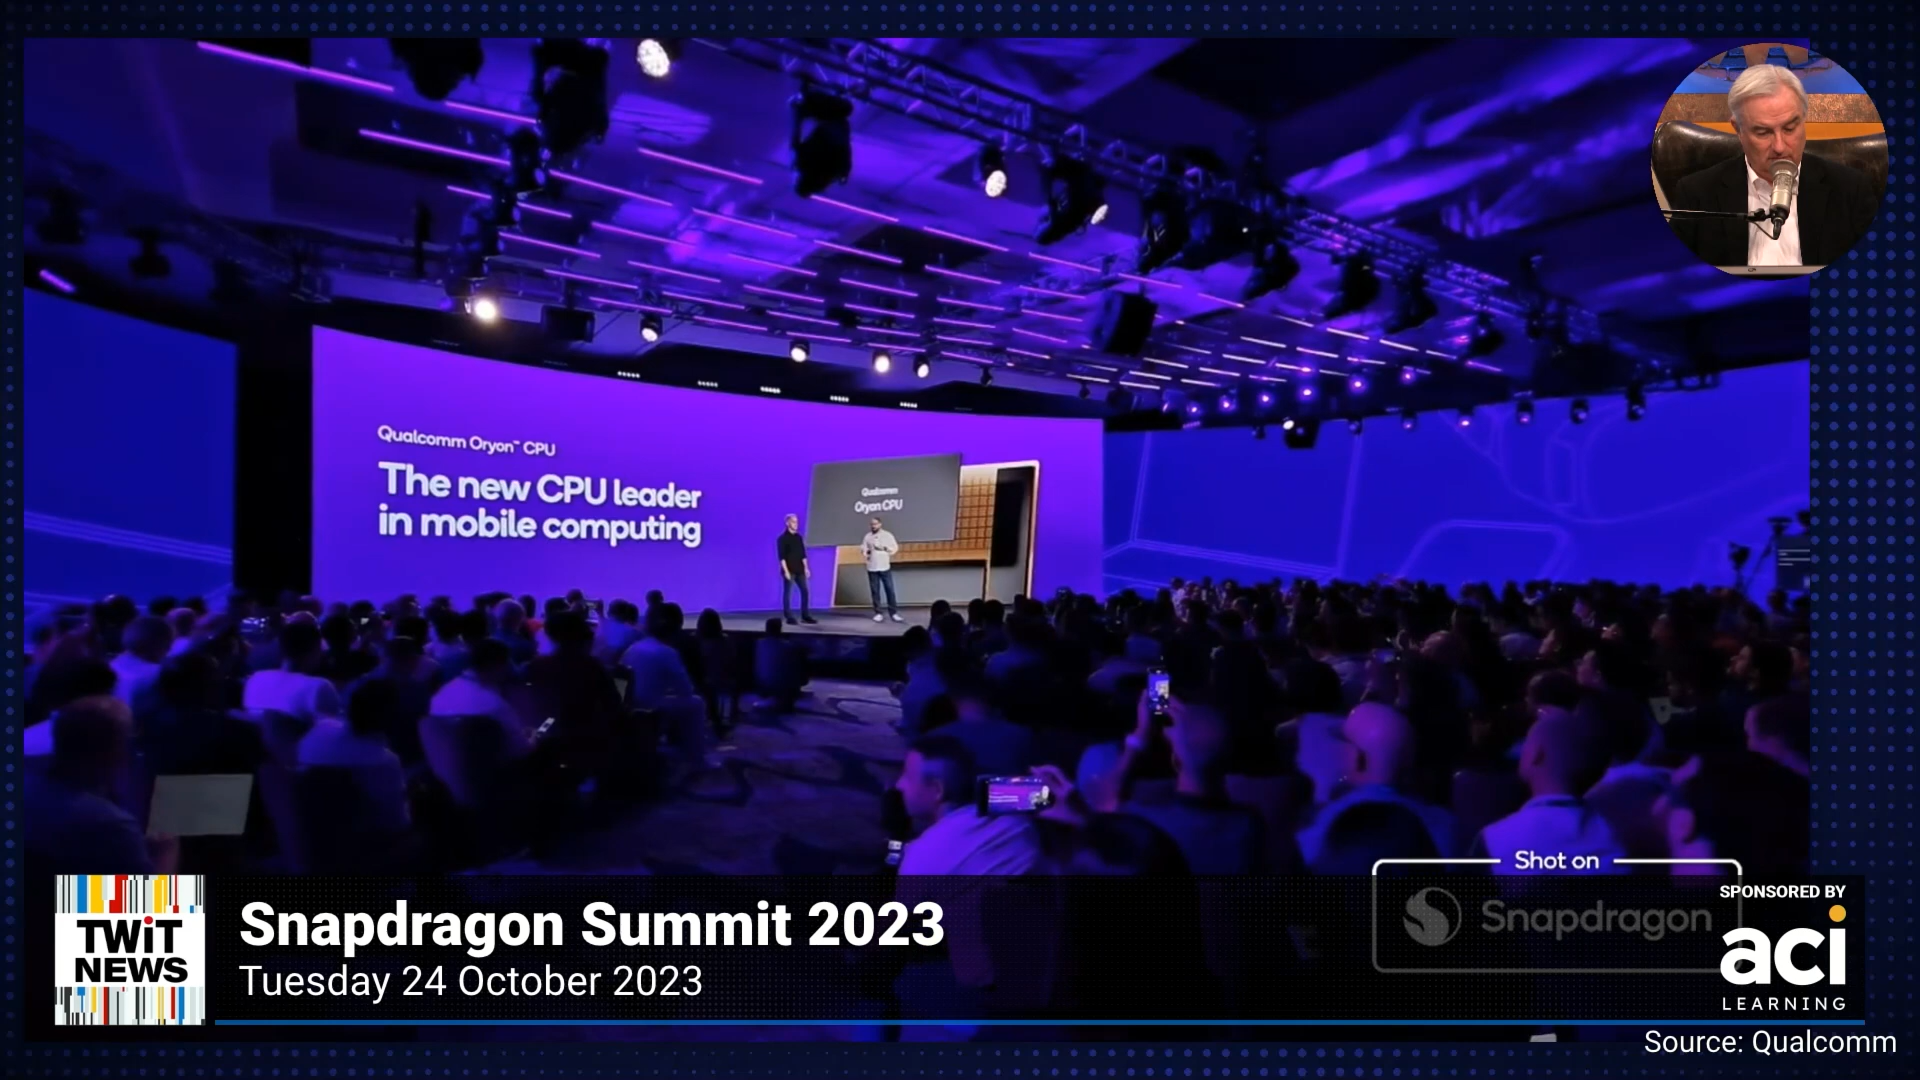 Qualcomm Oryon™ CPU
The new CPU leader
in mobile computing
Qualcomm
Oryon CPU
Shot on
Snapdragon
SPONSORED BY
aci
LEARNING
TWiT
NEWS
Snapdragon Summit 2023
Tuesday 24 October 2023
Source: Qualcomm